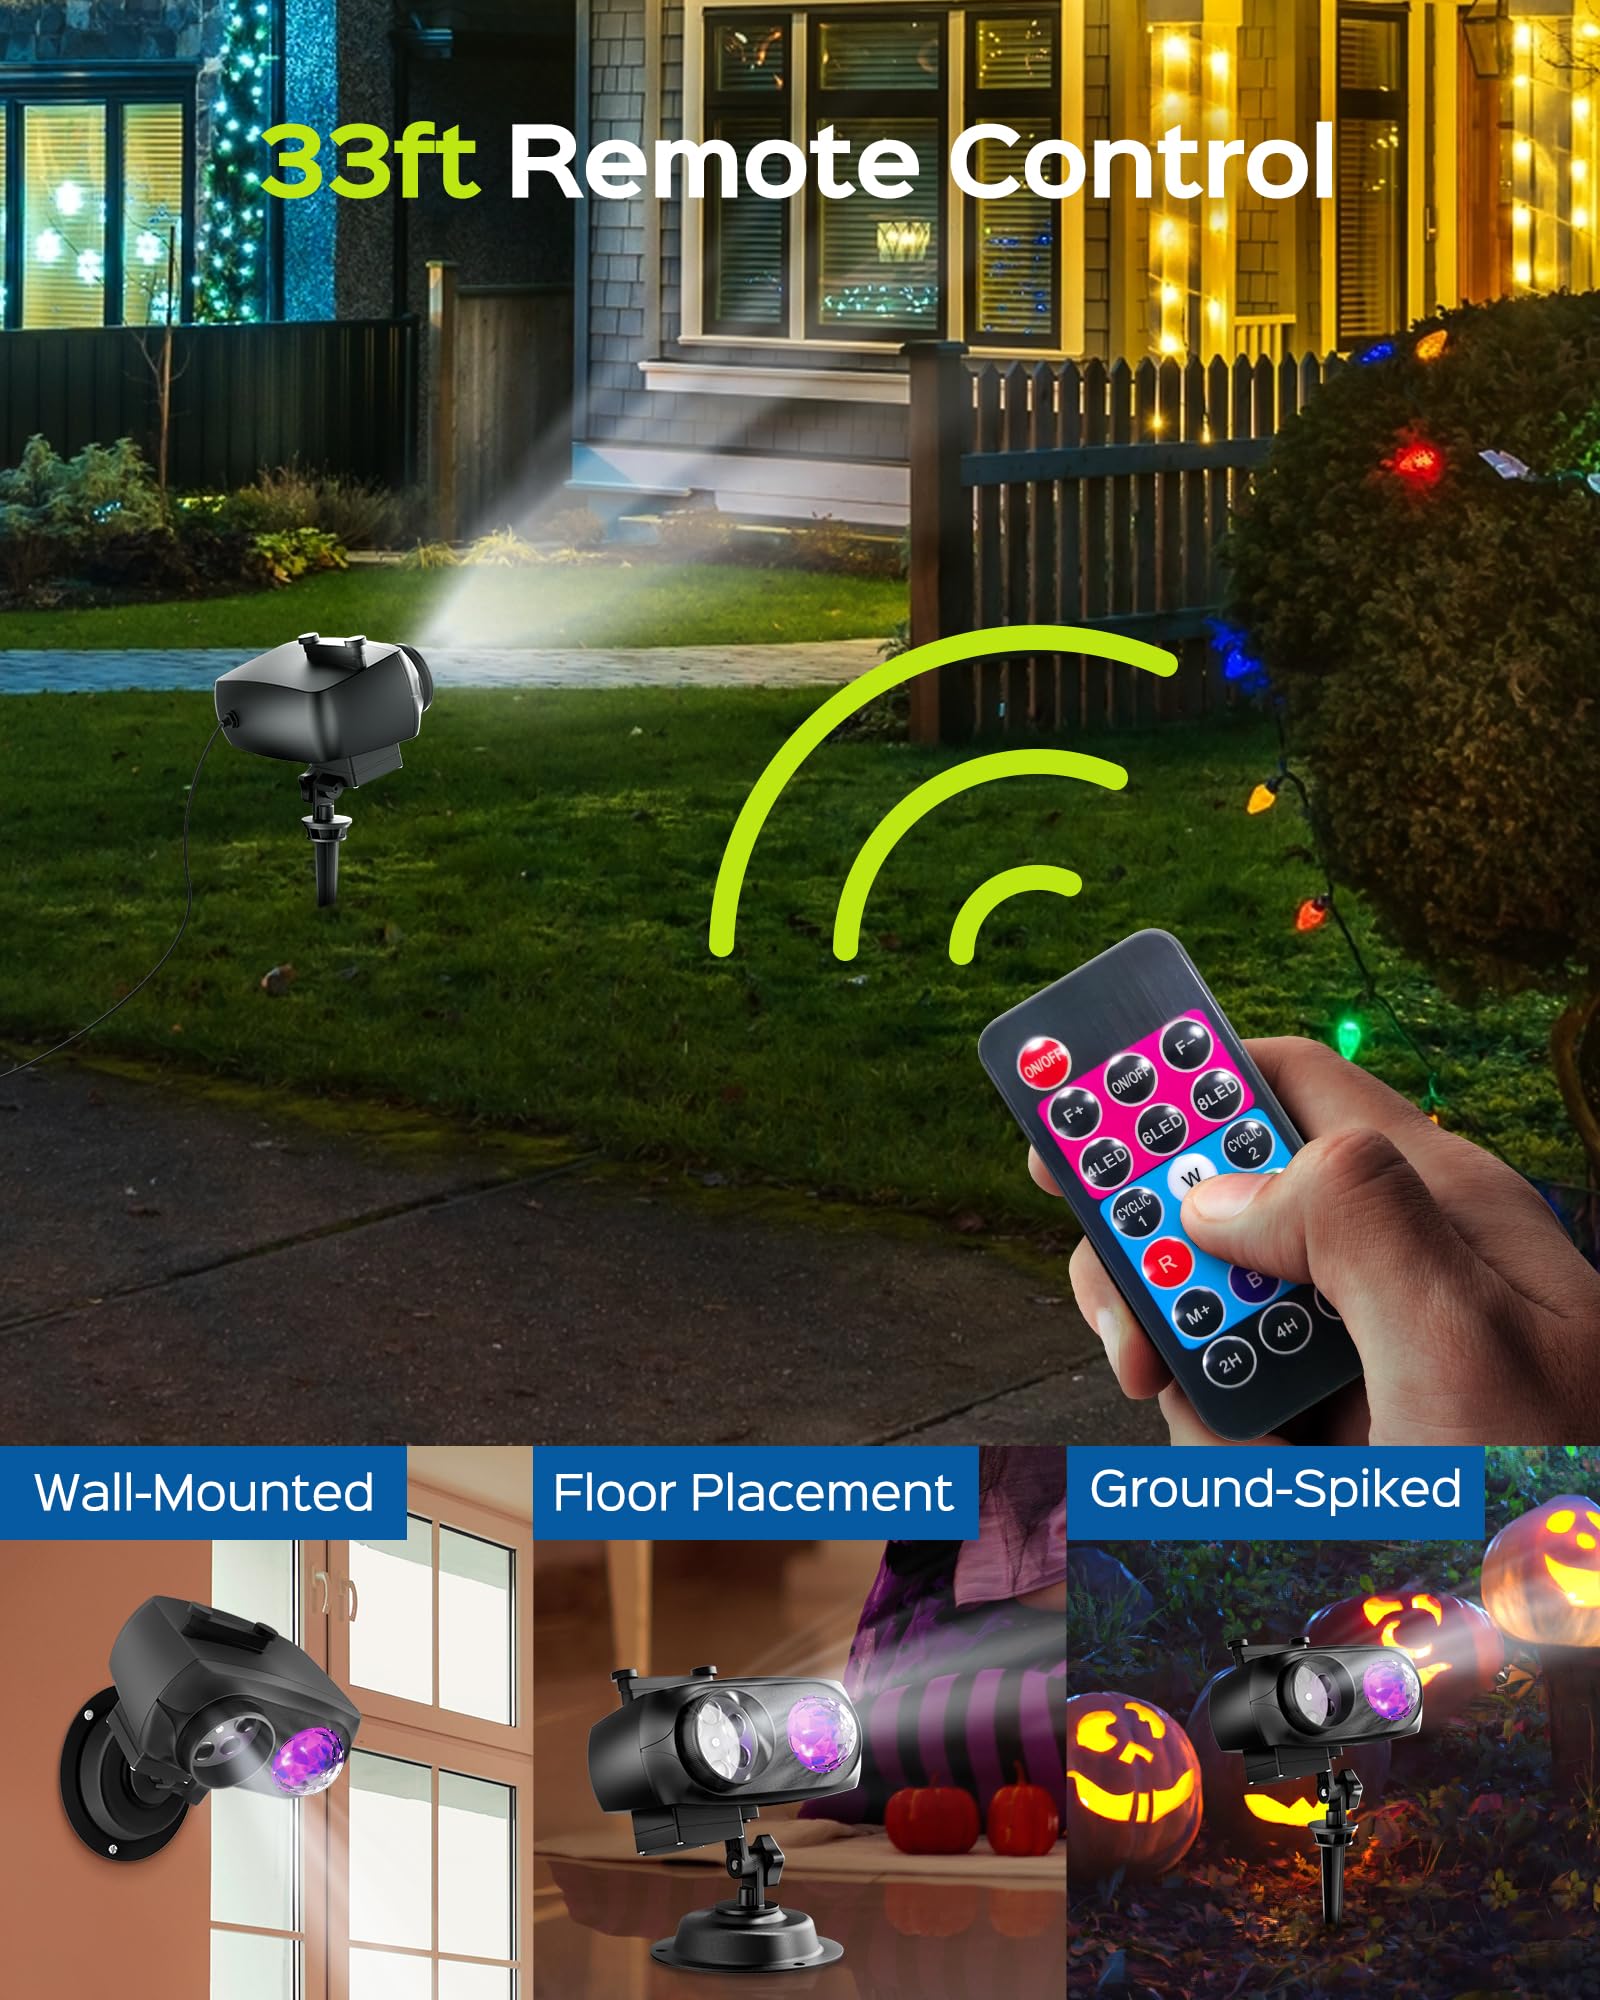 33ft Remote Control
ON/OFF
F+ ON/OFF F−
4LED 6LED 8LED
CYCLIC 1 W CYCLIC 2
R
M+ B
2H 4H
Wall-Mounted
Floor Placement
Ground-Spiked